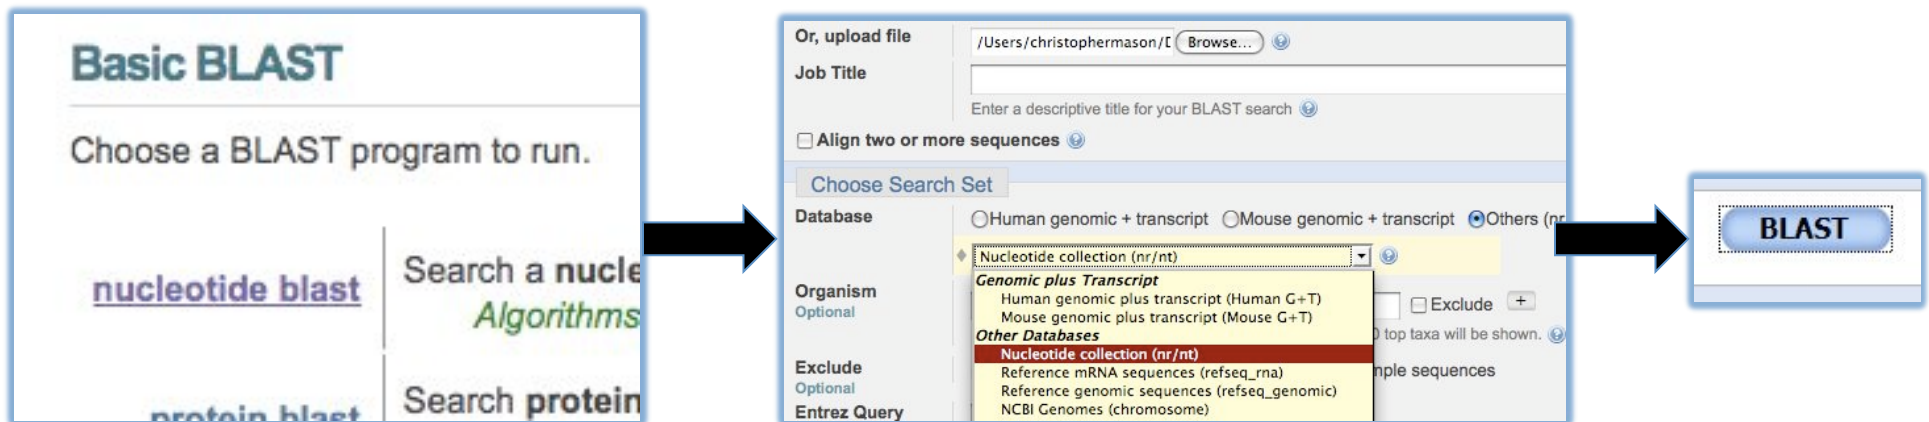 Basic BLAST
Choose a BLAST program to run.
nucleotide blast
Search a nucle
Algorithms
protein blast
Search protein
Or, upload file
/Users/christophermason/D Browse...
Job Title
Enter a descriptive title for your BLAST search
Align two or more sequences
Choose Search Set
Database
Human genomic + transcript Mouse genomic + transcript Others (nr
Nucleotide collection (nr/nt)
Genomic plus Transcript
Human genomic plus transcript (Human G+T)
Mouse genomic plus transcript (Mouse G+T)
Other Databases
Nucleotide collection (nr/nt)
Reference mRNA sequences (refseq_rna)
Reference genomic sequences (refseq_genomic)
NCBI Genomes (chromosome)
Organism
Optional
Exclude +
top taxa will be shown.
Exclude
Optional
mple sequences
Entrez Query
BLAST